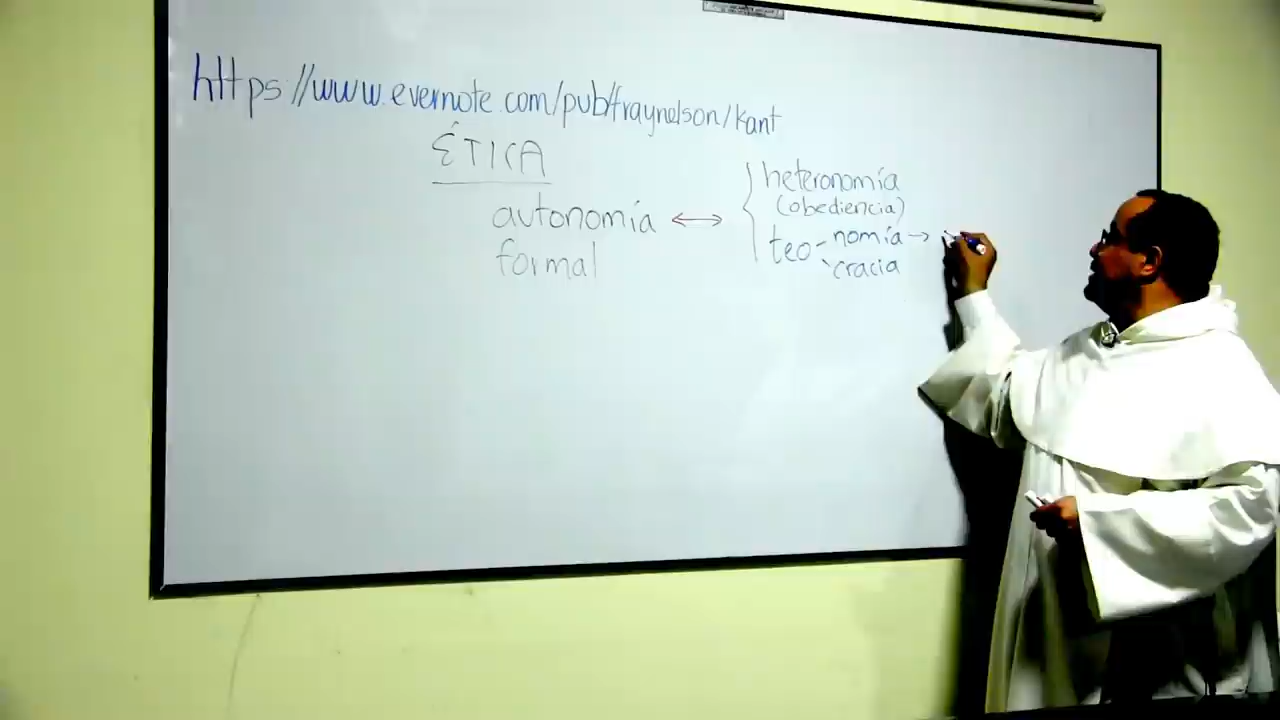 https://www.evernote.com/pub/fraynelson/kant
ÉTICA
autonomía ↔ { heteronomía
(obediencia)
teo - nomía →
cracia
formal